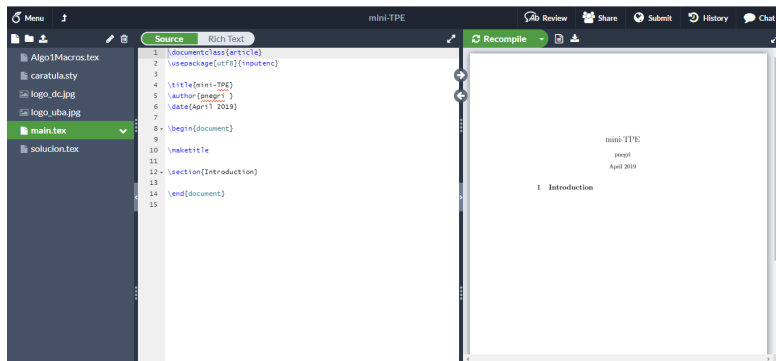 Menu
mini-TPE
Review
Share
Submit
History
Chat
Source
Rich Text
Recompile
Algo1Macros.tex
caratula.sty
logo_dc.jpg
logo_uba.jpg
main.tex
solucion.tex
1 \documentclass{article}
2 \usepackage[utf8]{inputenc}
3
4 \title{mini-TPE}
5 \author{pnegri }
6 \date{April 2019}
7
8 \begin{document}
9
10 \maketitle
11
12 \section{Introduction}
13
14 \end{document}
15
mini-TPE
pnegri
April 2019
1 Introduction